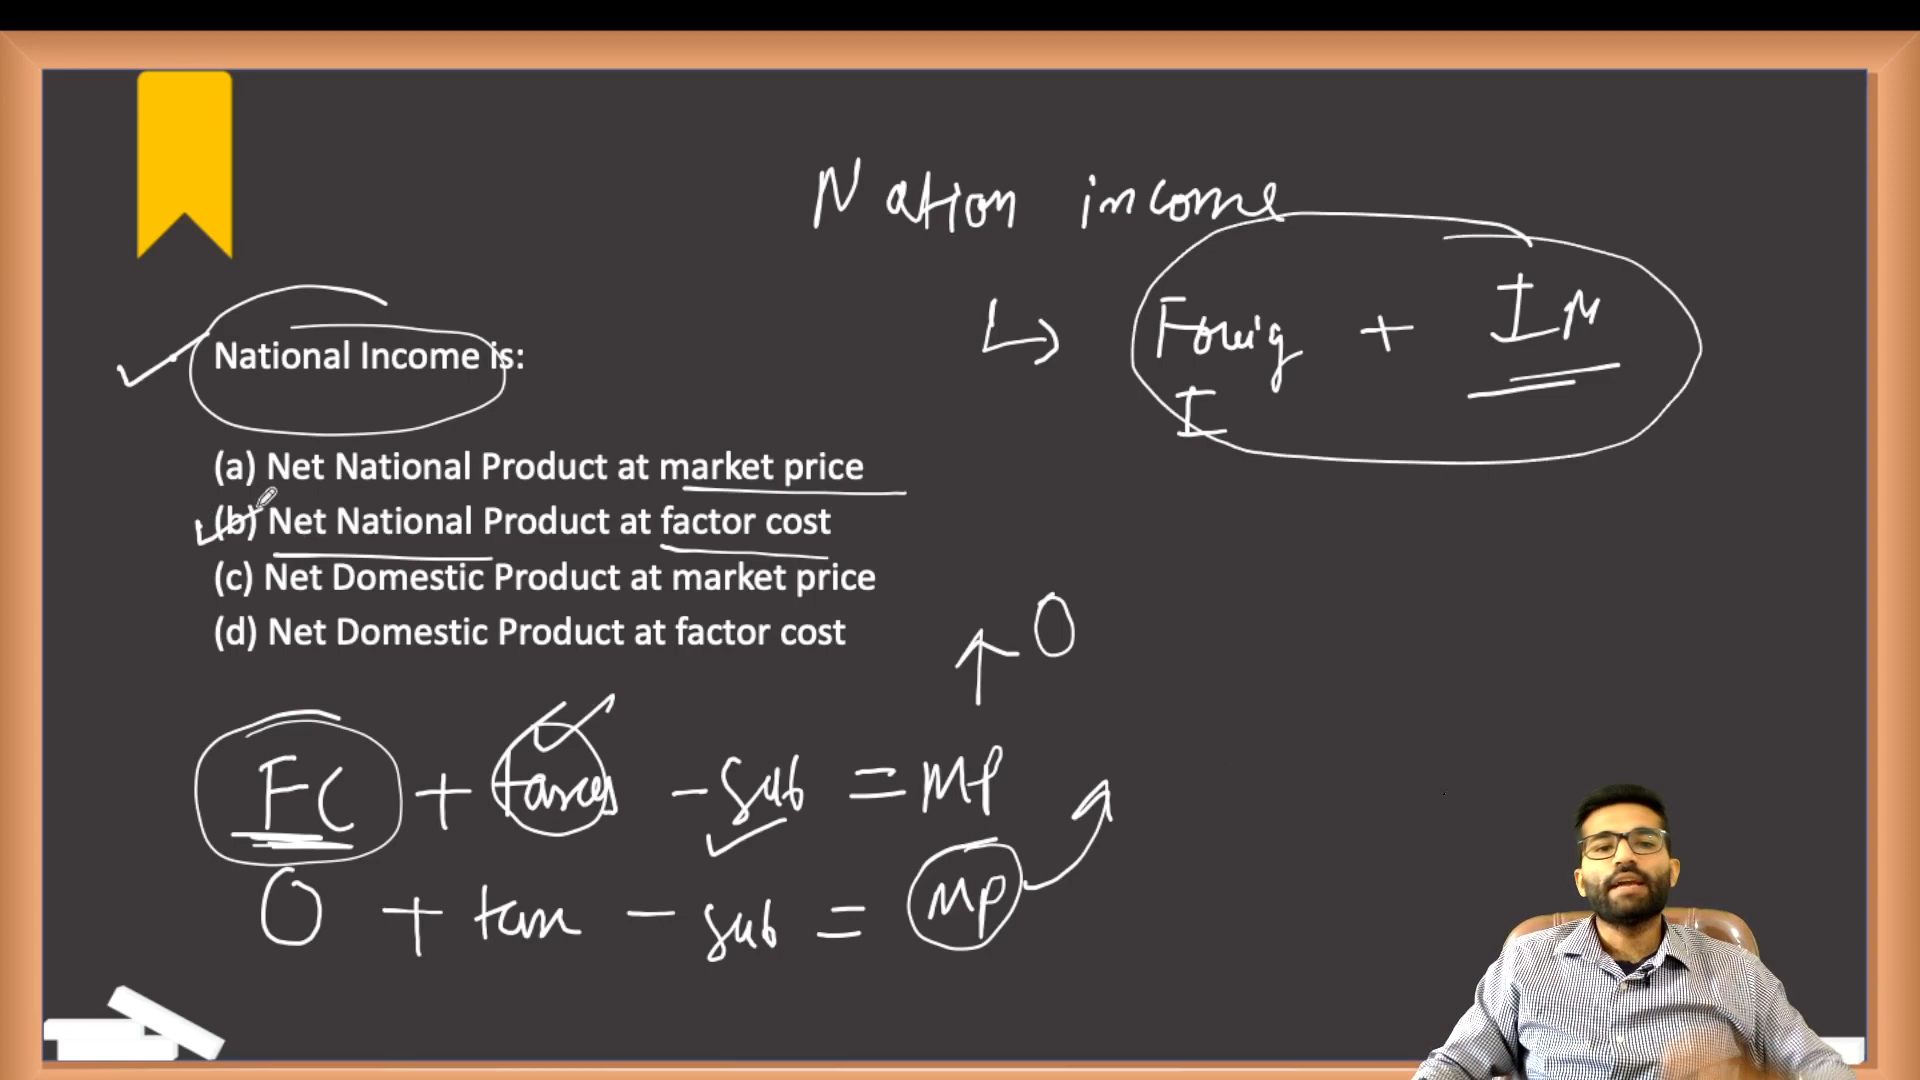 Nation income
Foreig + IN
I
National Income is:
(a) Net National Product at market price
(b) Net National Product at factor cost
(c) Net Domestic Product at market price
(d) Net Domestic Product at factor cost
O
FC + taxes - sub = MP
O + tax - sub = MP